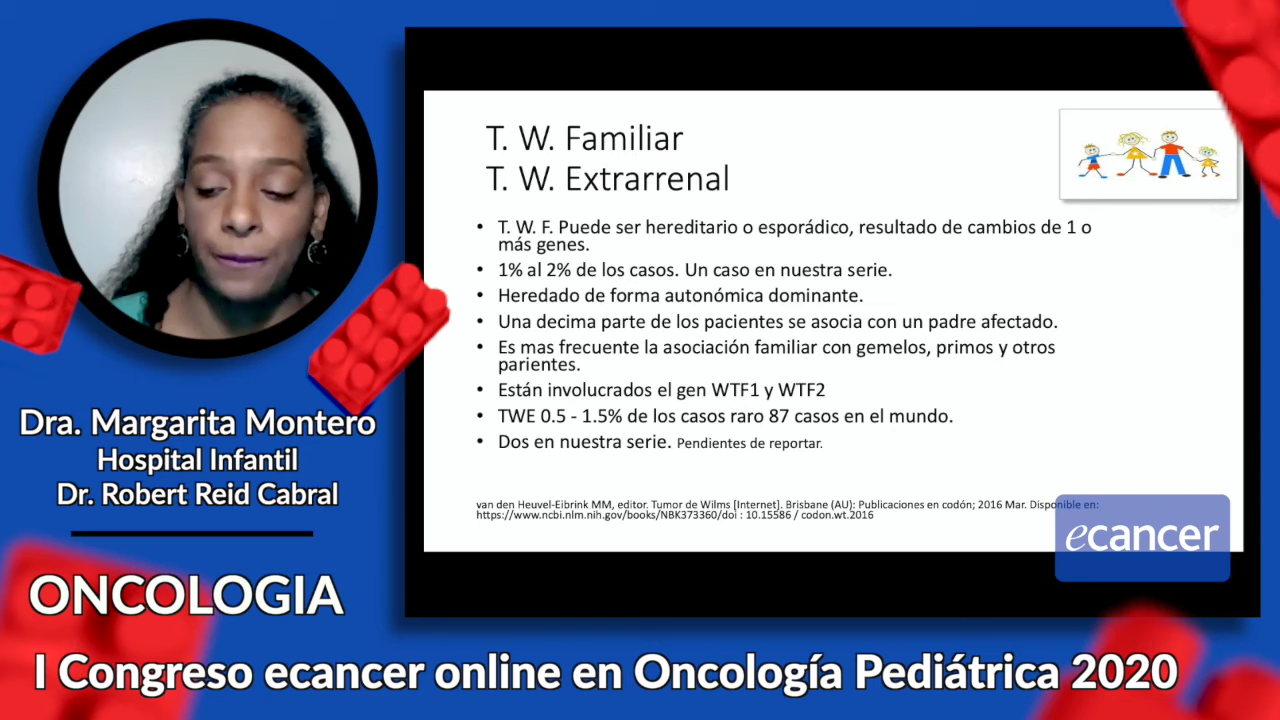 T. W. Familiar
T. W. Extrarrenal
• T. W. F. Puede ser hereditario o esporádico, resultado de cambios de 1 o
más genes.
• 1% al 2% de los casos. Un caso en nuestra serie.
• Heredado de forma autonómica dominante.
• Una decima parte de los pacientes se asocia con un padre afectado.
• Es mas frecuente la asociación familiar con gemelos, primos y otros
parientes.
• Están involucrados el gen WTF1 y WTF2
• TWE 0.5 - 1.5% de los casos raro 87 casos en el mundo.
• Dos en nuestra serie. Pendientes de reportar.
van den Heuvel-Eibrink MM, editor. Tumor de Wilms [Internet]. Brisbane (AU): Publicaciones en codón; 2016 Mar. Disponible en:
https://www.ncbi.nlm.nih.gov/books/NBK373360/doi : 10.15586 / codon.wt.2016
ecancer
Dra. Margarita Montero
Hospital Infantil
Dr. Robert Reid Cabral
ONCOLOGIA
I Congreso ecancer online en Oncología Pediátrica 2020